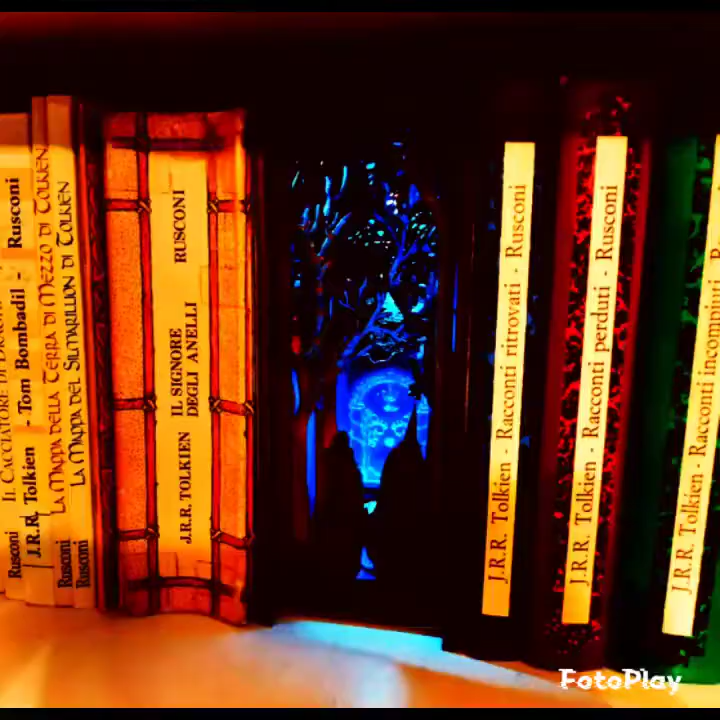 Rusconi
IL CACCIATORE DI DRAGHI
Rusconi
J.R.R. Tolkien - Tom Bombadil -
Rusconi
LA MAPPA DELLA TERRA DI MEZZO DI TOLKIEN
Rusconi
LA MAPPA DEL SILMARILLION DI TOLKIEN
J.R.R. TOLKIEN
IL SIGNORE
DEGLI ANELLI
RUSCONI
J.R.R. Tolkien - Racconti ritrovati - Rusconi
J.R.R. Tolkien - Racconti perduti - Rusconi
J.R.R. Tolkien - Racconti incompiuti
FotoPlay